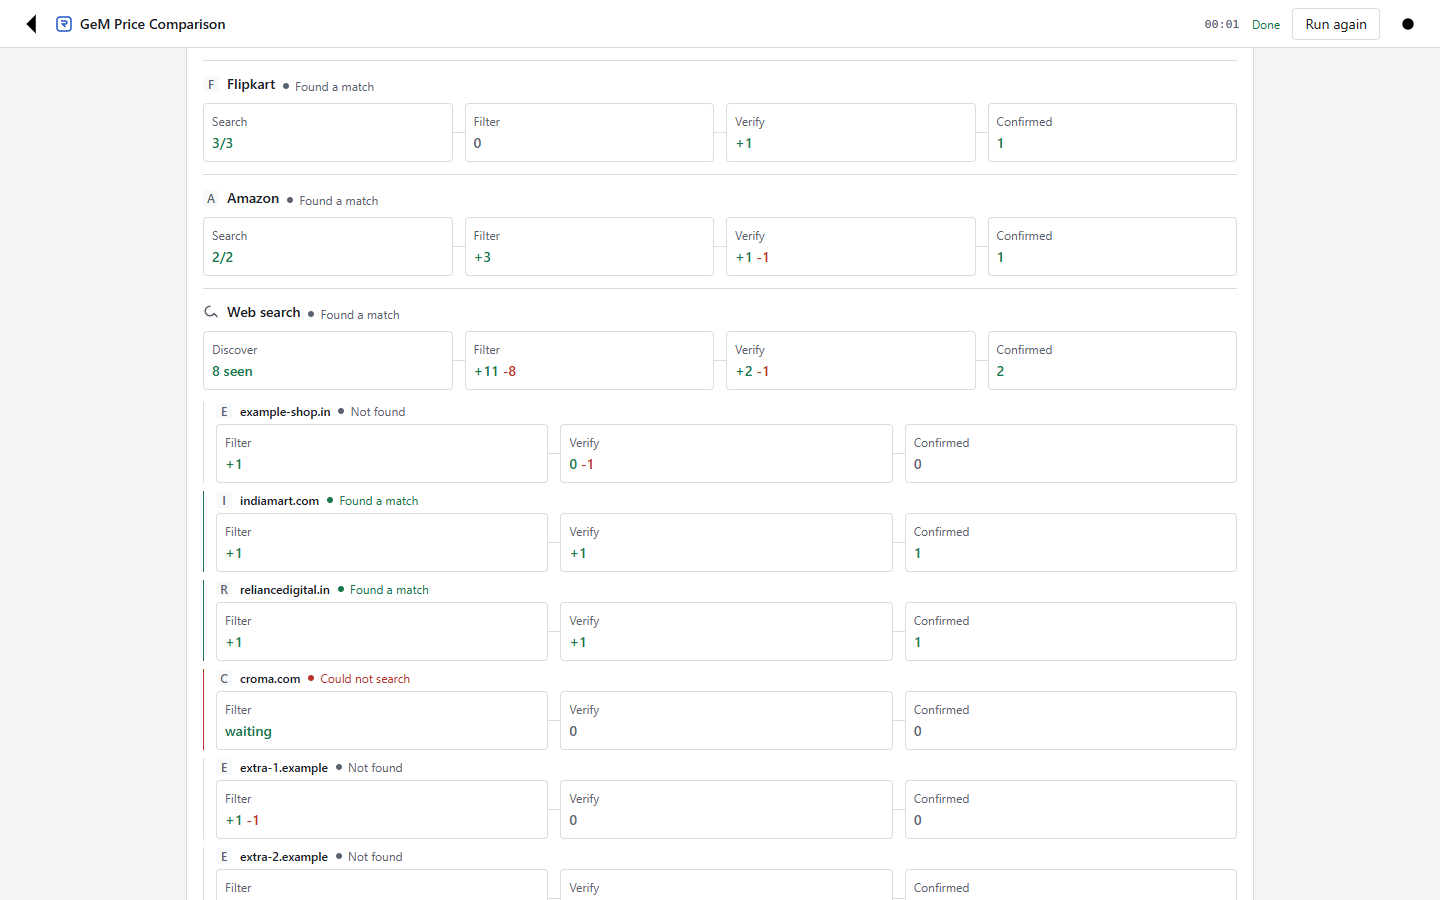 GeM Price Comparison
00:01 Done Run again
F Flipkart Found a match
Search Filter Verify Confirmed
3/3 0 +1 1
A Amazon Found a match
Search Filter Verify Confirmed
2/2 +3 +1 -1 1
Web search Found a match
Discover Filter Verify Confirmed
8 seen +11 -8 +2 -1 2
E example-shop.in Not found
Filter Verify Confirmed
+1 0 -1 0
I indiamart.com Found a match
Filter Verify Confirmed
+1 +1 1
R reliancedigital.in Found a match
Filter Verify Confirmed
+1 +1 1
C croma.com Could not search
Filter Verify Confirmed
waiting 0 0
E extra-1.example Not found
Filter Verify Confirmed
+1 -1 0 0
E extra-2.example Not found
Filter Verify Confirmed